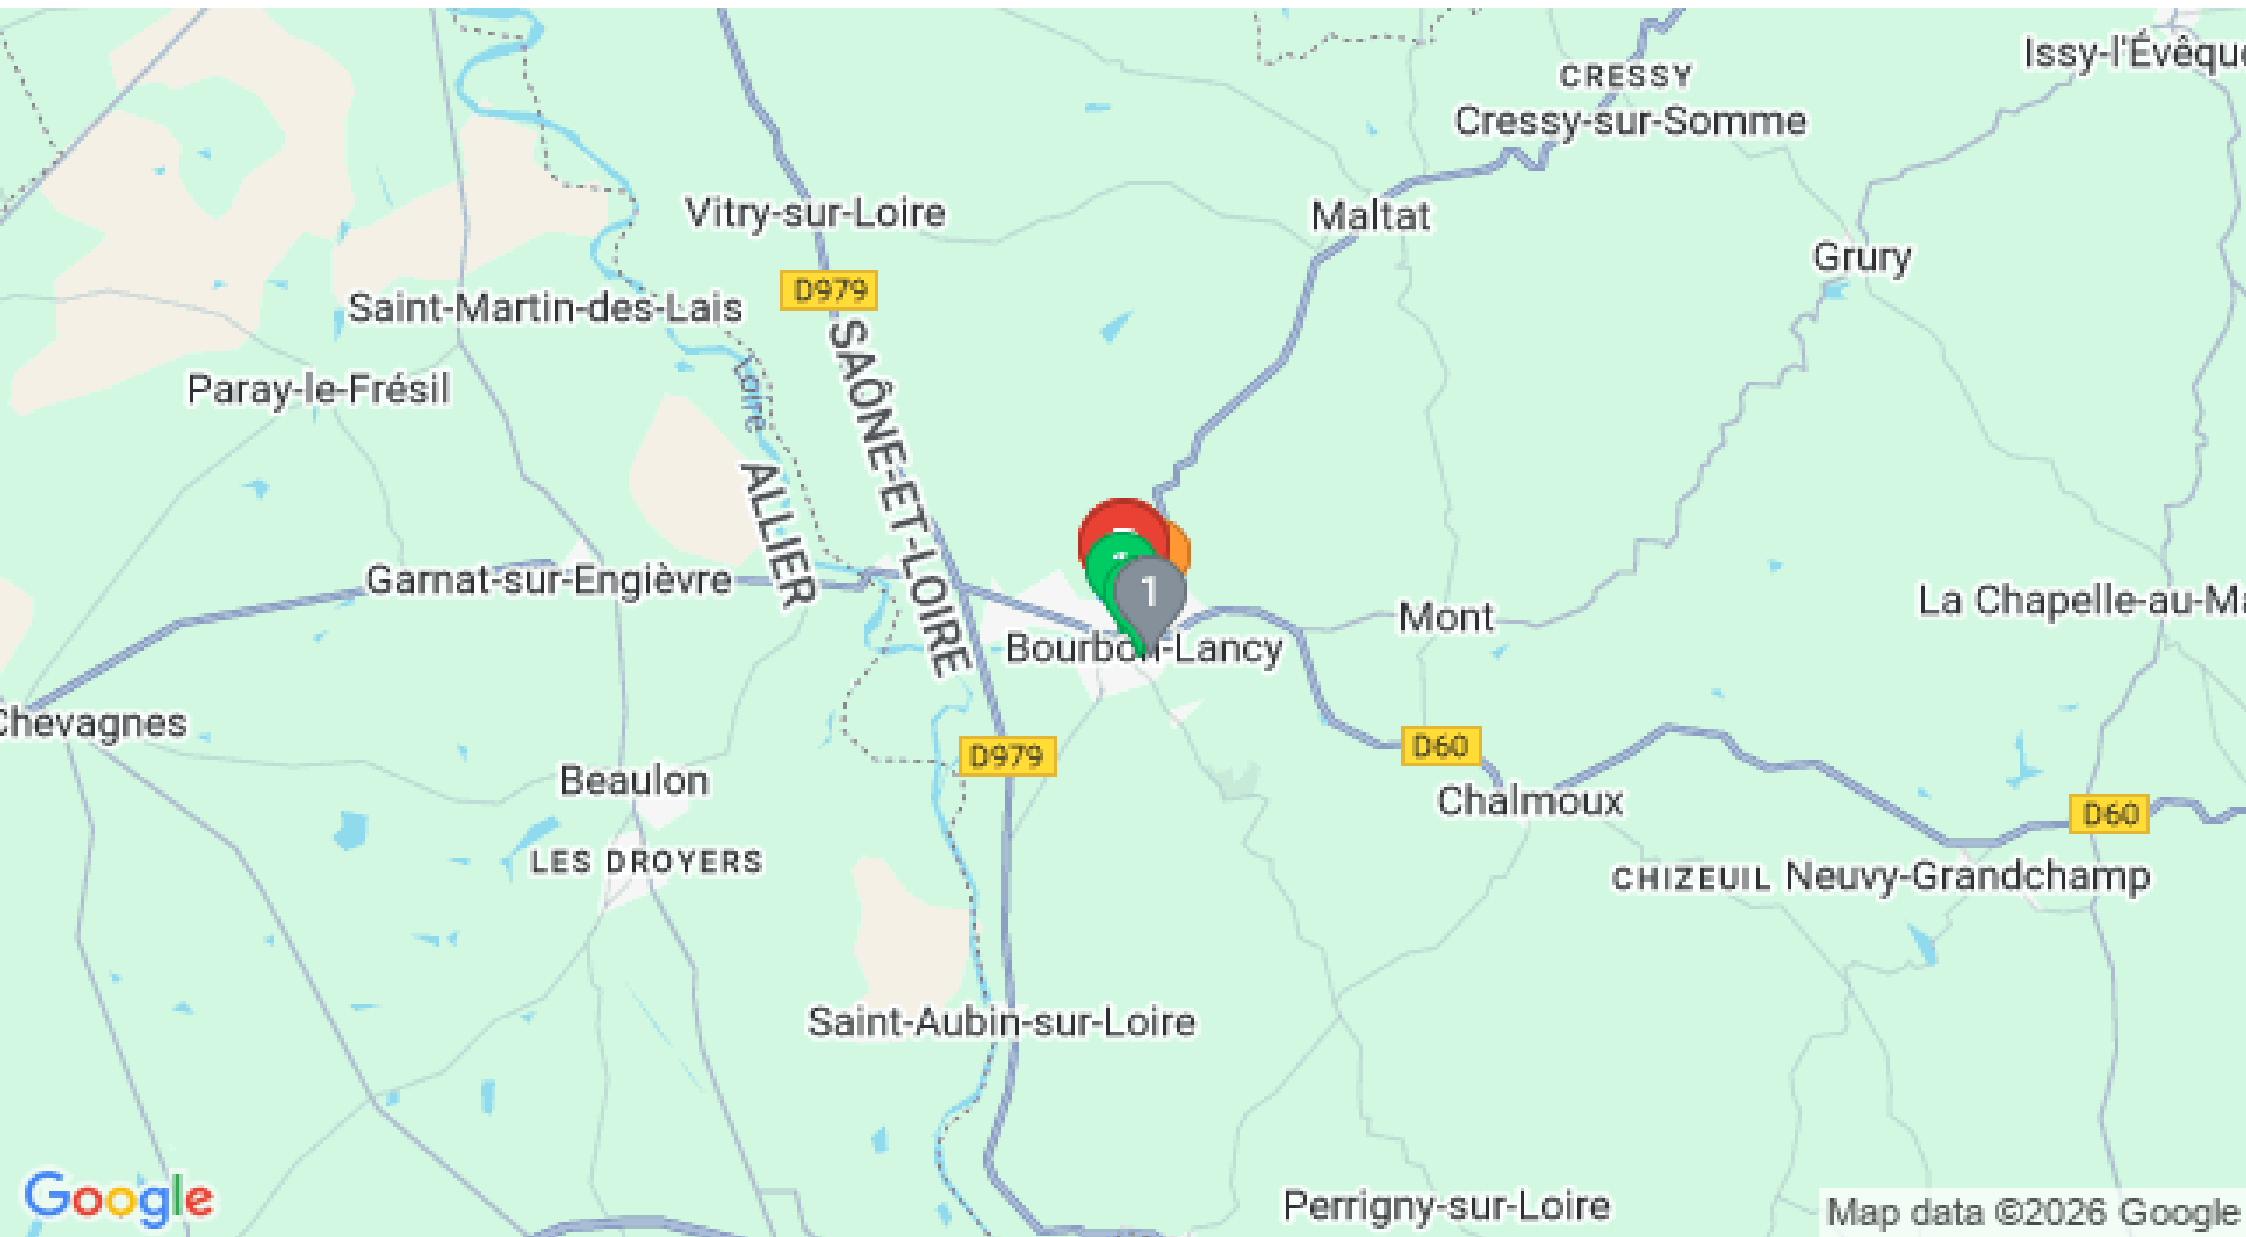 Issy-l'Évêque
CRESSY
Cressy-sur-Somme
Vitry-sur-Loire
Maltat
Grury
D979
Saint-Martin-des-Lais
Paray-le-Frésil
Loire
SAÔNE-ET-LOIRE
ALLIER
Garnat-sur-Engièvre
1
Mont
La Chapelle-au-Ma
Bourbon-Lancy
Chevagnes
D979
D60
Beaulon
Chalmoux
D60
LES DROYERS
CHIZEUIL
Neuvy-Grandchamp
Saint-Aubin-sur-Loire
Google
Perrigny-sur-Loire
Map data ©2026 Google